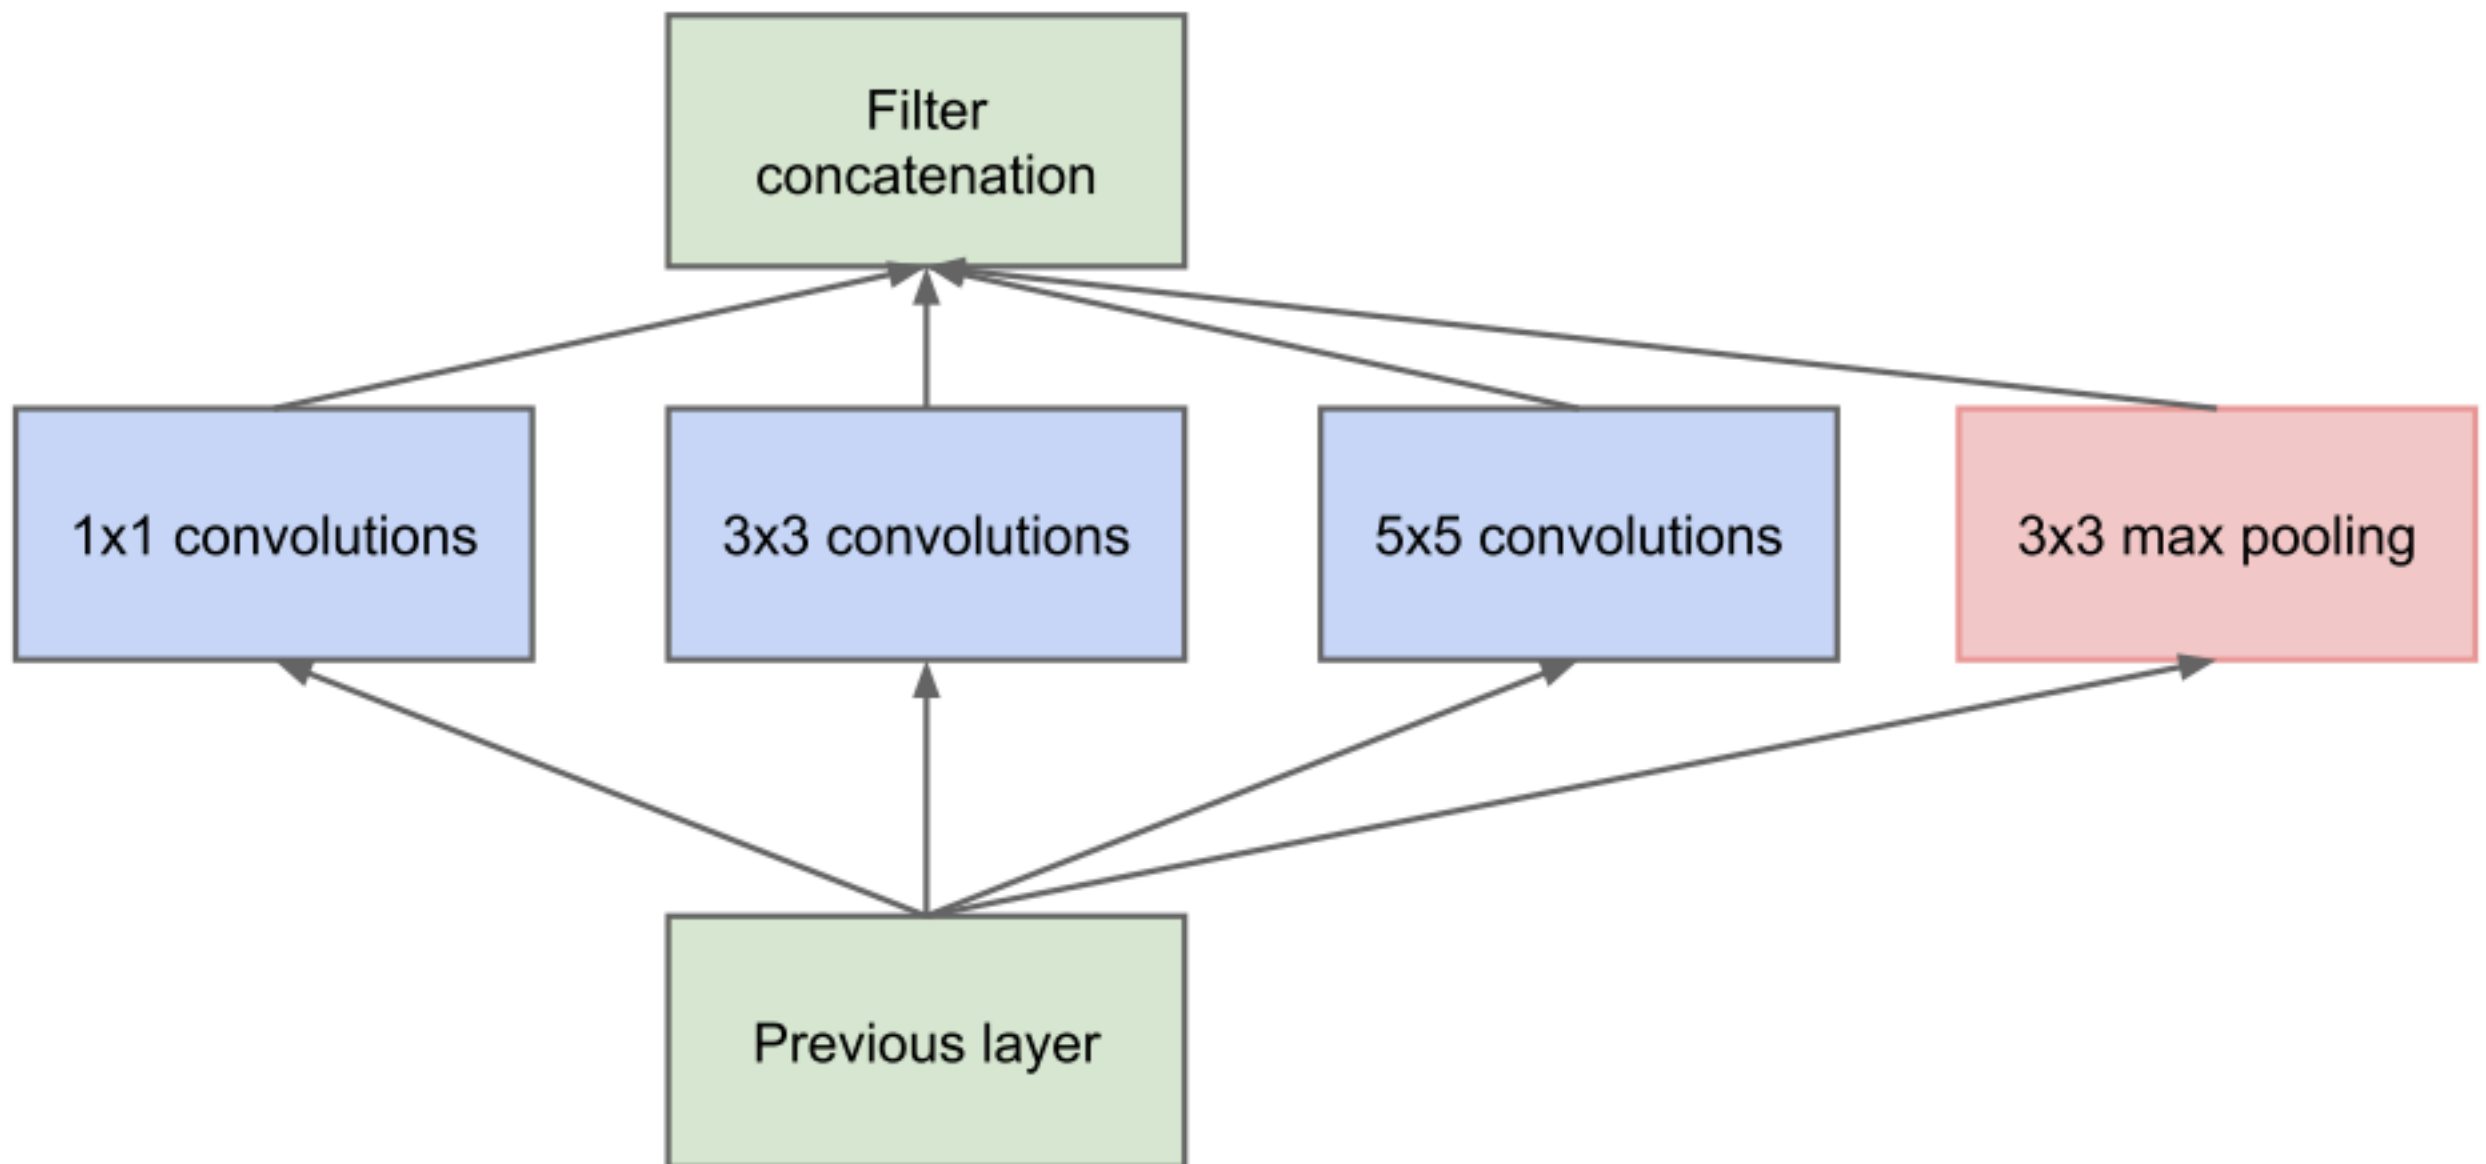 Filter
concatenation
1x1 convolutions
3x3 convolutions
5x5 convolutions
3x3 max pooling
Previous layer